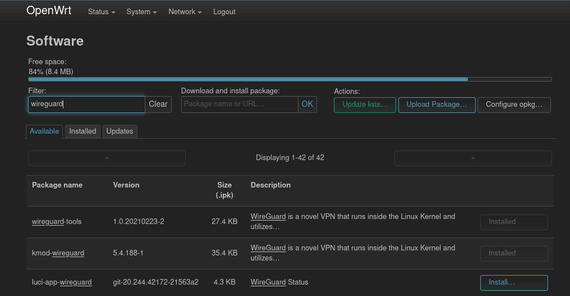 OpenWrt Status System Network Logout
Software
Free space:
84% (8.4 MB)
Filter: Download and install package: Actions:
wireguard Clear Package name or URL... OK Update lists... Upload Package... Configure opkg...
Available Installed Updates
« Displaying 1-42 of 42 »
Package name Version Size (.ipk) Description
wireguard-tools 1.0.20210223-2 27.4 KB WireGuard is a novel VPN that runs inside the Linux Kernel and utilizes... Installed
kmod-wireguard 5.4.188-1 35.4 KB WireGuard is a novel VPN that runs inside the Linux Kernel and utilizes... Installed
luci-app-wireguard git-20.244.42172-21563a2 4.3 KB WireGuard Status Install...